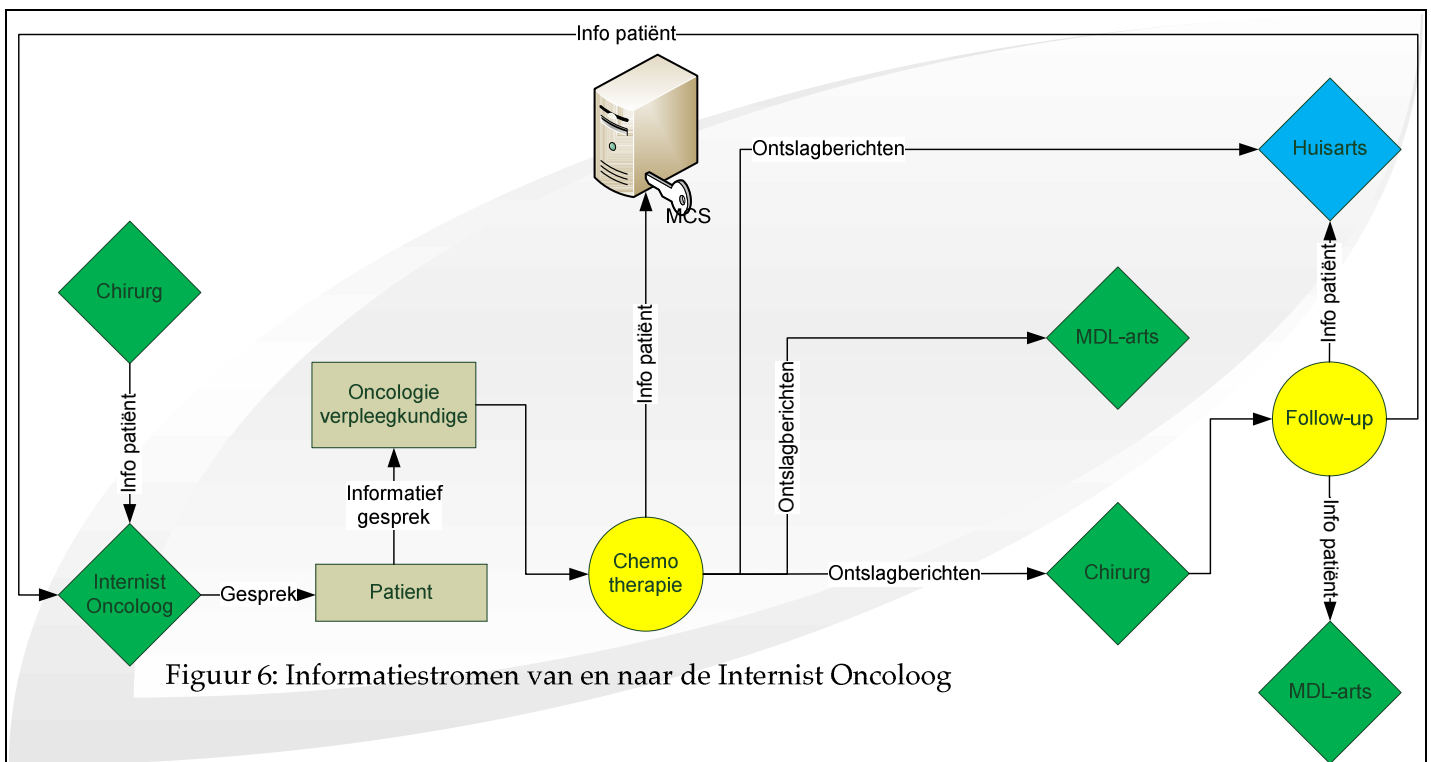 Info patiënt
Ontslagberichten
Huisarts
MCS
Chirurg
Info patiënt
Info patiënt
Info patiënt
MDL-arts
Oncologie
verpleegkundige
Ontslagberichten
Follow-up
Informatief
gesprek
Info patiënt
Internist
Oncoloog
Gesprek
Patient
Chemo
therapie
Ontslagberichten
Chirurg
MDL-arts
Figuur 6: Informatiestromen van en naar de Internist Oncoloog